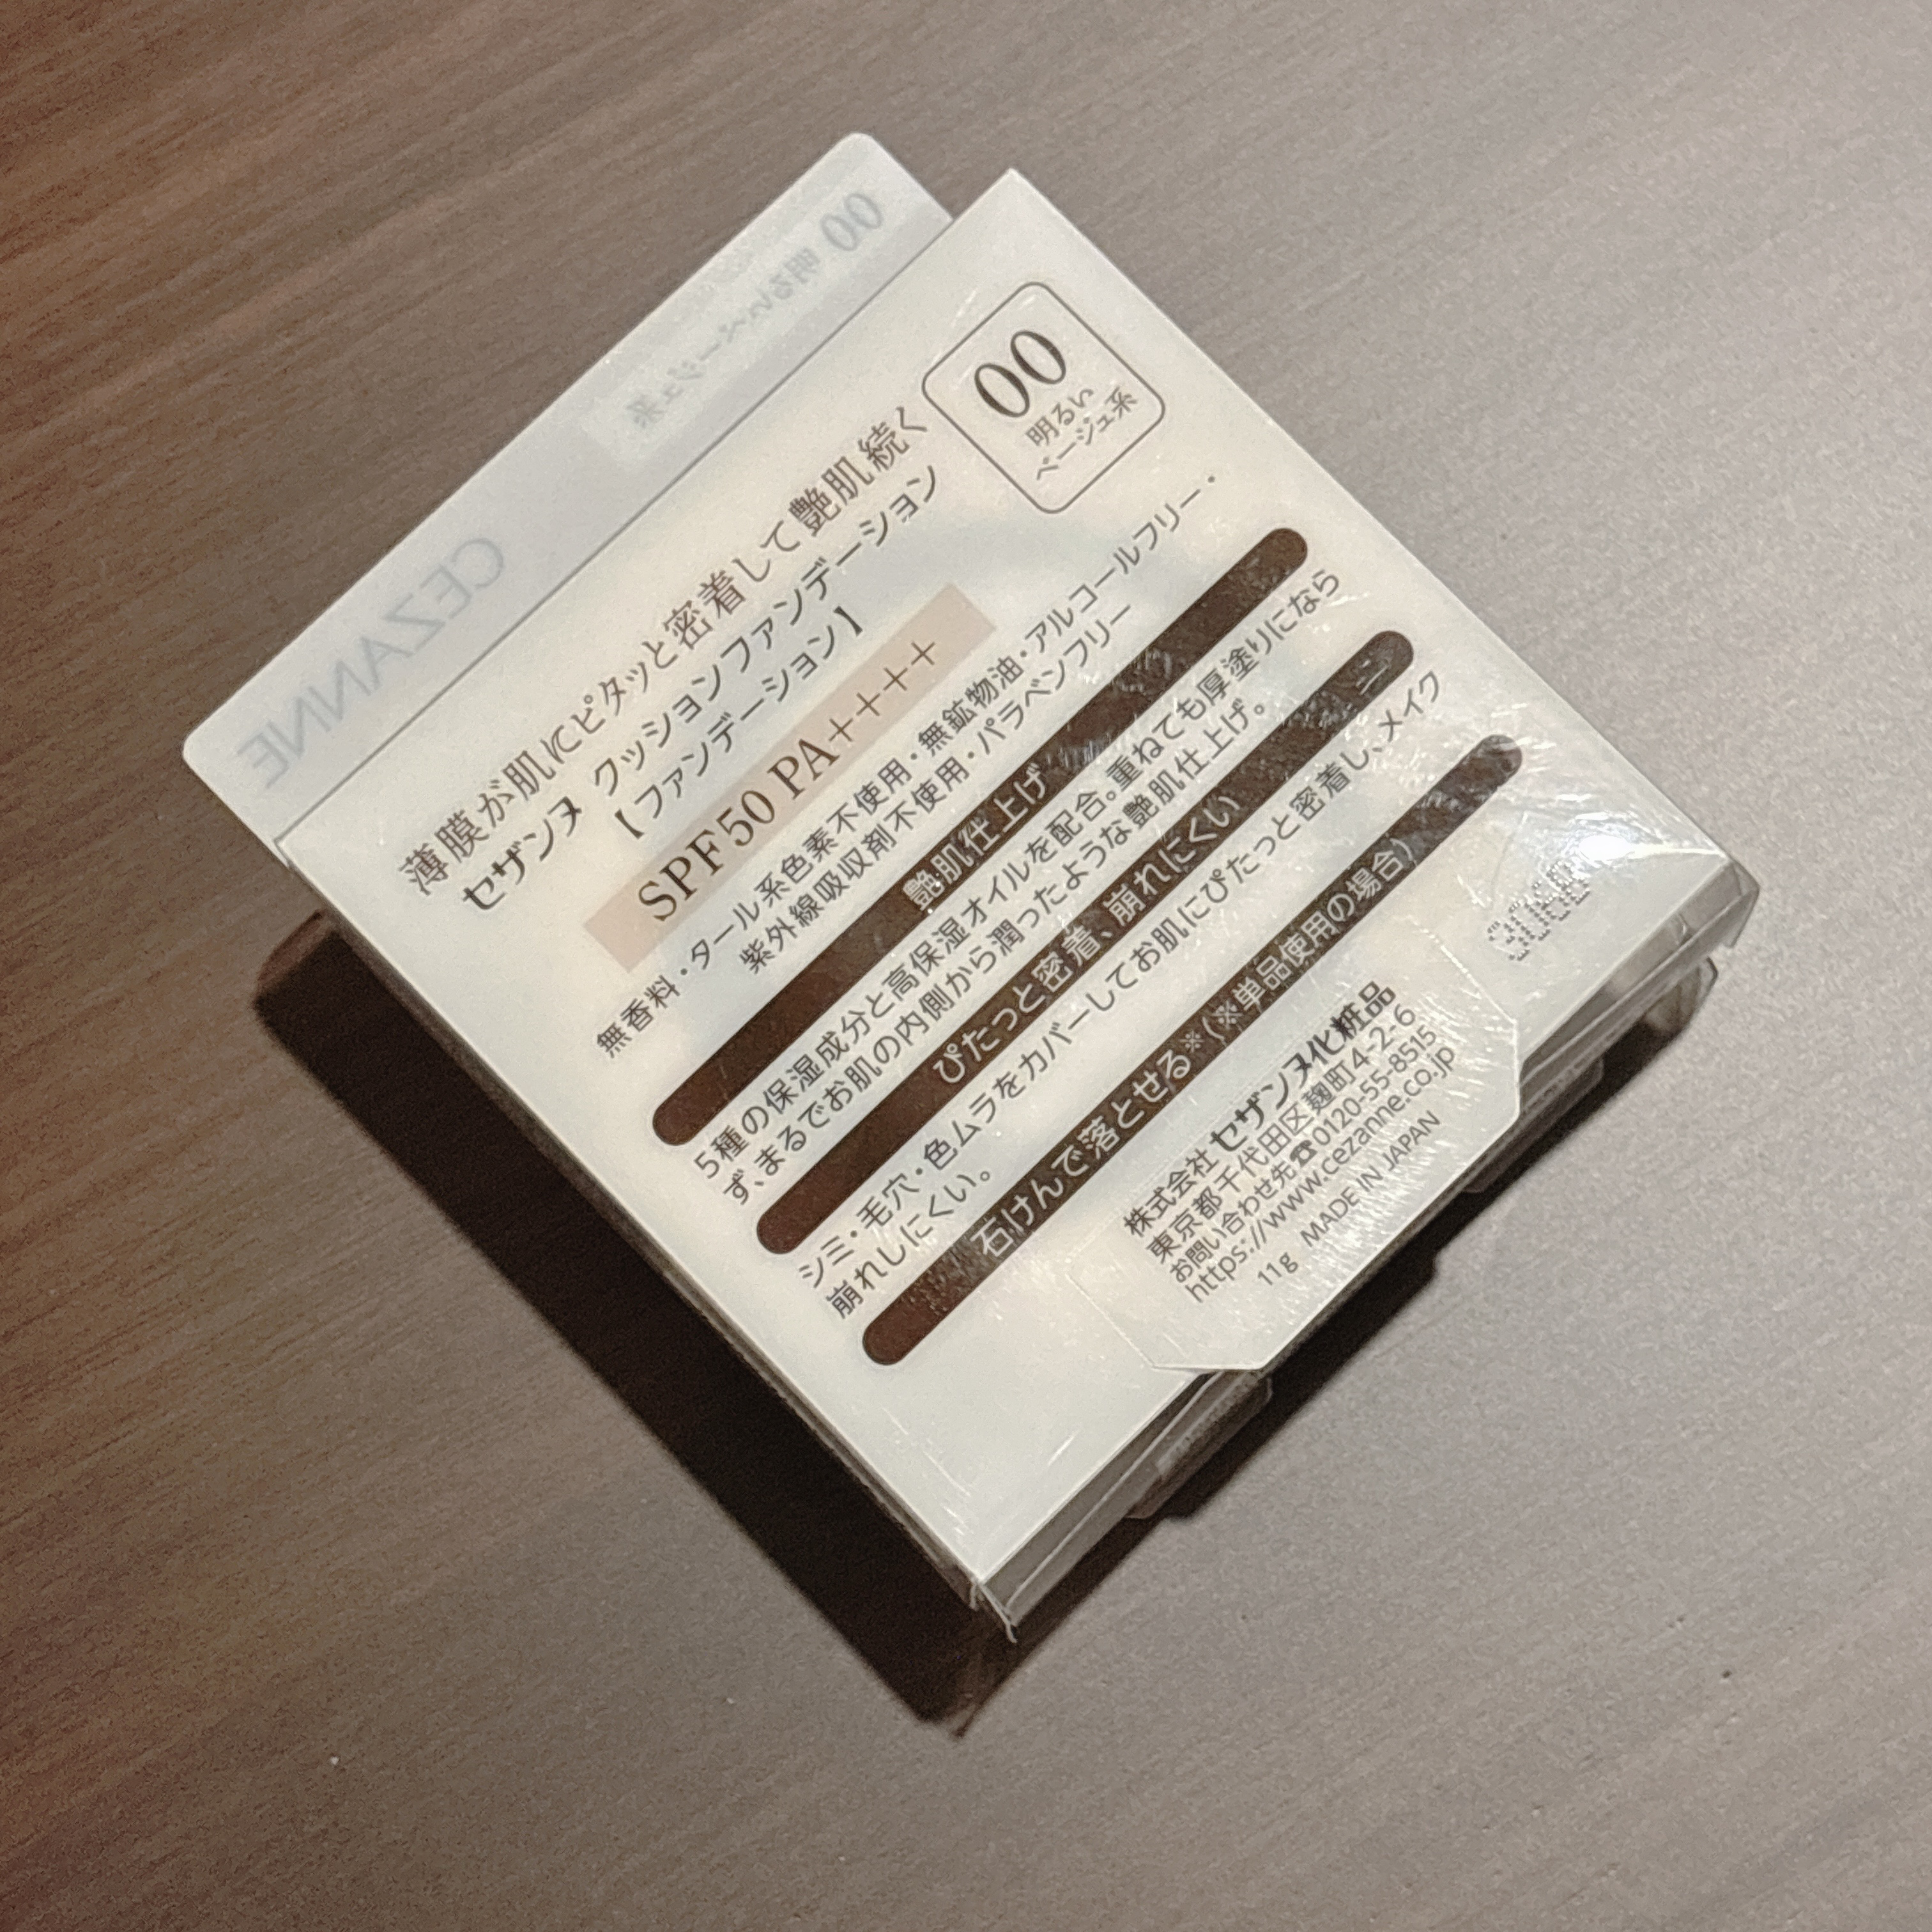 00 明るいベージュ系
CEZANNE
00
明るい
ベージュ系
薄膜が肌にピタッと密着して艶肌続く
セザンヌ クッションファンデーション
【ファンデーション】
SPF50 PA++++
無香料・タール系色素不使用・無鉱物油・アルコールフリー・
紫外線吸収剤不使用・パラベンフリー
艶肌仕上げ
5種の保湿成分と高保湿オイルを配合。重ねても厚塗りになら
ず、まるでお肌の内側から潤ったような艶肌仕上げ。
ぴたっと密着、崩れにくい
シミ・毛穴・色ムラをカバーしてお肌にぴたっと密着し、メイク
崩れしにくい。
石けんで落とせる※(※単品使用の場合)
株式会社 セザンヌ化粧品
東京都千代田区麹町4-2-6
お問い合わせ先☎0120-55-8515
https://www.cezanne.co.jp
11g MADE IN JAPAN